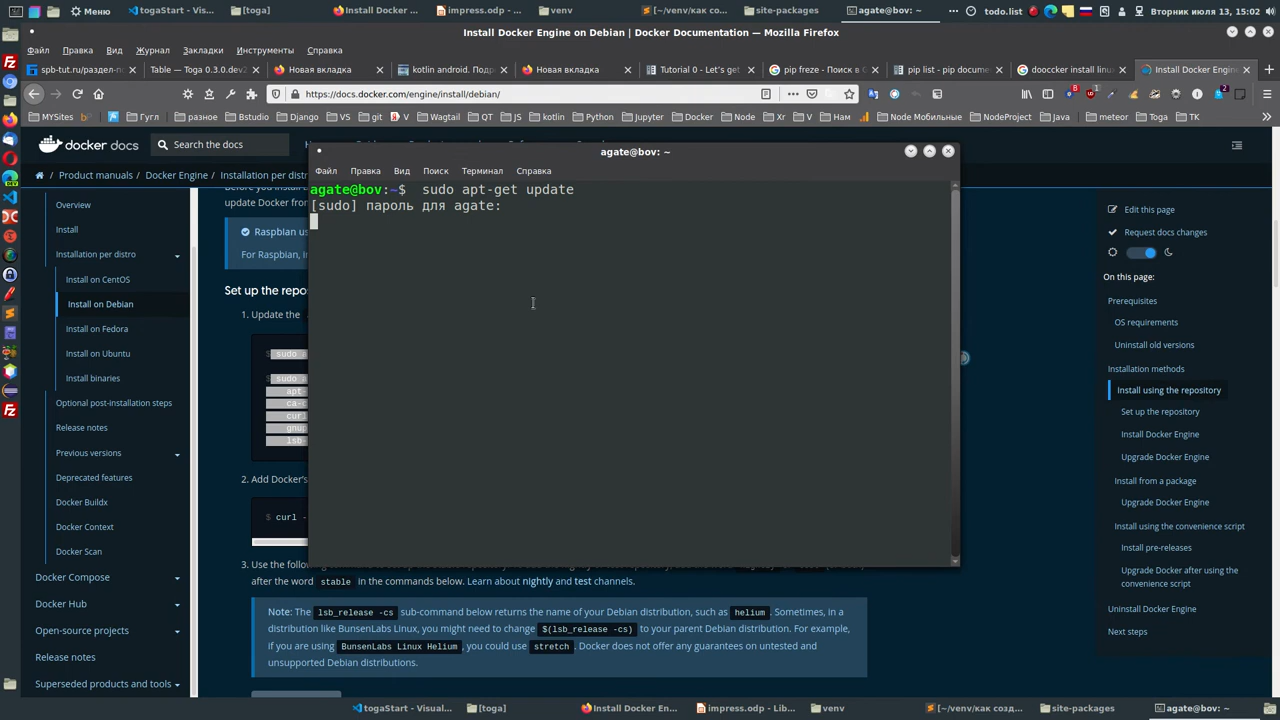 Меню
togaStart - Visu...
[toga]
Install Docker ...
impress.odp - L...
venv
[~/venv/как со...
site-packages
agate@bov: ~
todo.list
Вторник июля 13, 15:02
Install Docker Engine on Debian | Docker Documentation — Mozilla Firefox
Файл Правка Вид Журнал Закладки Инструменты Справка
spb-tut.ru/раздел-п
Table — Toga 0.3.0.dev2
Новая вкладка
kotlin android. Подр
Новая вкладка
Tutorial 0 - Let's get
pip freze - Поиск в G
pip list - pip docume
dooccker install linux
Install Docker Engine
https://docs.docker.com/engine/install/debian/
MYSites Гугл разное Bstudio Django VS git я Wagtail QT JS kotlin Python Jupyter Docker Node Xr V Нам Node Мобильные NodeProject Java meteor Toga ТК
docker docs
Search the docs
Product manuals / Docker Engine / Installation per dist
update Docker from
Overview
Install
Installation per distro
Install on CentOS
Install on Debian
Install on Fedora
Install on Ubuntu
Install binaries
Optional post-installation steps
Release notes
Previous versions
Deprecated features
Docker Buildx
Docker Context
Docker Scan
Docker Compose
Docker Hub
Open-source projects
Release notes
Superseded products and tools
Raspbian us
For Raspbian, i
Set up the repo
1. Update the
$ sudo a
sudo a
apt-
ca-c
curl
gnup
lsb-
2. Add Docker's
$ curl -
3. Use the follo
after the word stable in the commands below. Learn about nightly and test channels.
Note: The lsb_release -cs sub-command below returns the name of your Debian distribution, such as helium. Sometimes, in a
distribution like BunsenLabs Linux, you might need to change $(lsb_release -cs) to your parent Debian distribution. For example,
if you are using BunsenLabs Linux Helium, you could use stretch. Docker does not offer any guarantees on untested and
unsupported Debian distributions.
agate@bov: ~
Файл Правка Вид Поиск Терминал Справка
agate@bov:~$  sudo apt-get update
[sudo] пароль для agate:
Edit this page
Request docs changes
On this page:
Prerequisites
OS requirements
Uninstall old versions
Installation methods
Install using the repository
Set up the repository
Install Docker Engine
Upgrade Docker Engine
Install from a package
Upgrade Docker Engine
Install using the convenience script
Install pre-releases
Upgrade Docker after using the
convenience script
Uninstall Docker Engine
Next steps
togaStart - Visual...
[toga]
Install Docker En...
impress.odp - Lib...
venv
[~/venv/как созд...
site-packages
agate@bov: ~